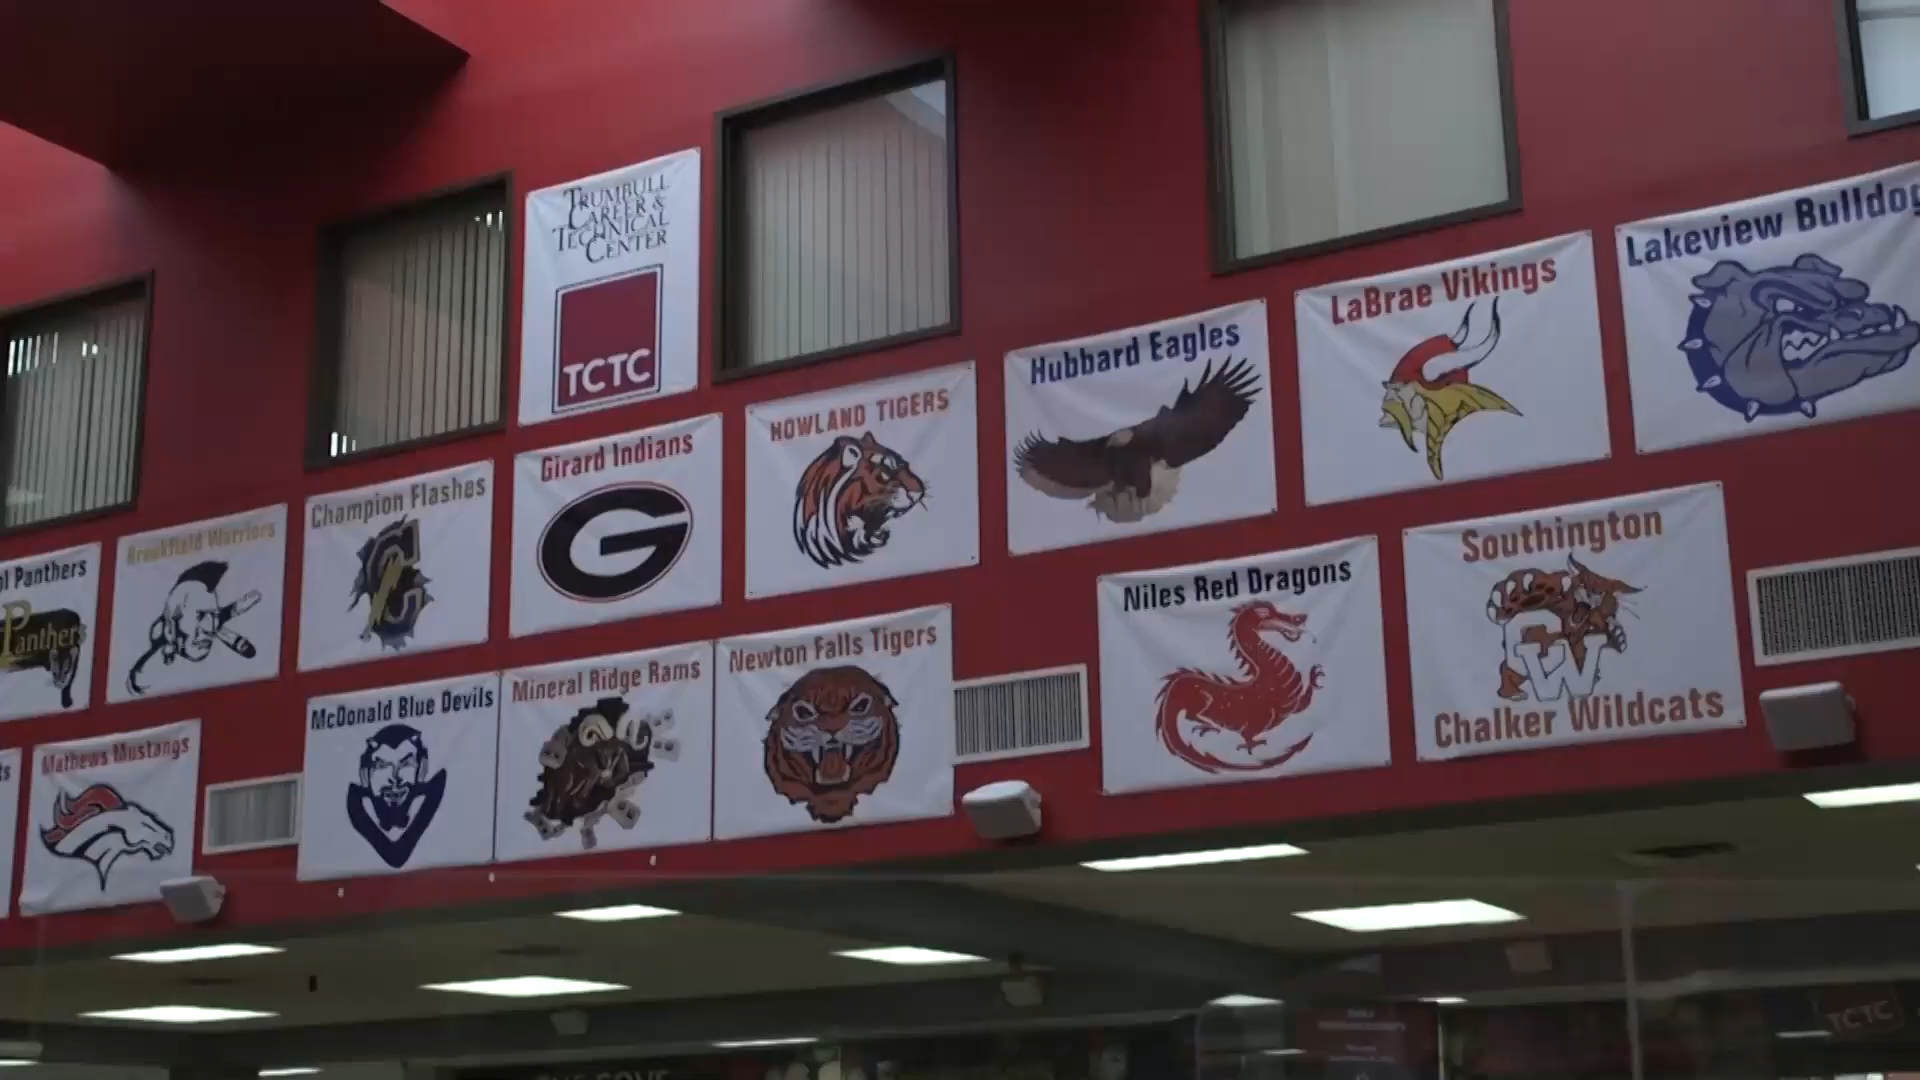 TRUMBULL
CAREER &
TECHNICAL
CENTER
TCTC
Lakeview Bulldog
LaBrae Vikings
Hubbard Eagles
HOWLAND TIGERS
Girard Indians
G
Champion Flashes
C
Brookfield Warriors
Panthers
Panthers
Southington
CW
Chalker Wildcats
Niles Red Dragons
Newton Falls Tigers
Mineral Ridge Rams
McDonald Blue Devils
Mathews Mustangs
TCTC